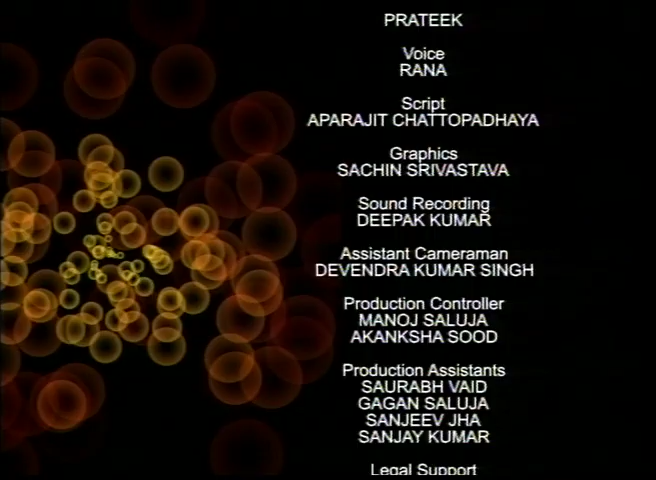 PRATEEK
Voice
RANA
Script
APARAJIT CHATTOPADHAYA
Graphics
SACHIN SRIVASTAVA
Sound Recording
DEEPAK KUMAR
Assistant Cameraman
DEVENDRA KUMAR SINGH
Production Controller
MANOJ SALUJA
AKANKSHA SOOD
Production Assistants
SAURABH VAID
GAGAN SALUJA
SANJEEV JHA
SANJAY KUMAR
Legal Support